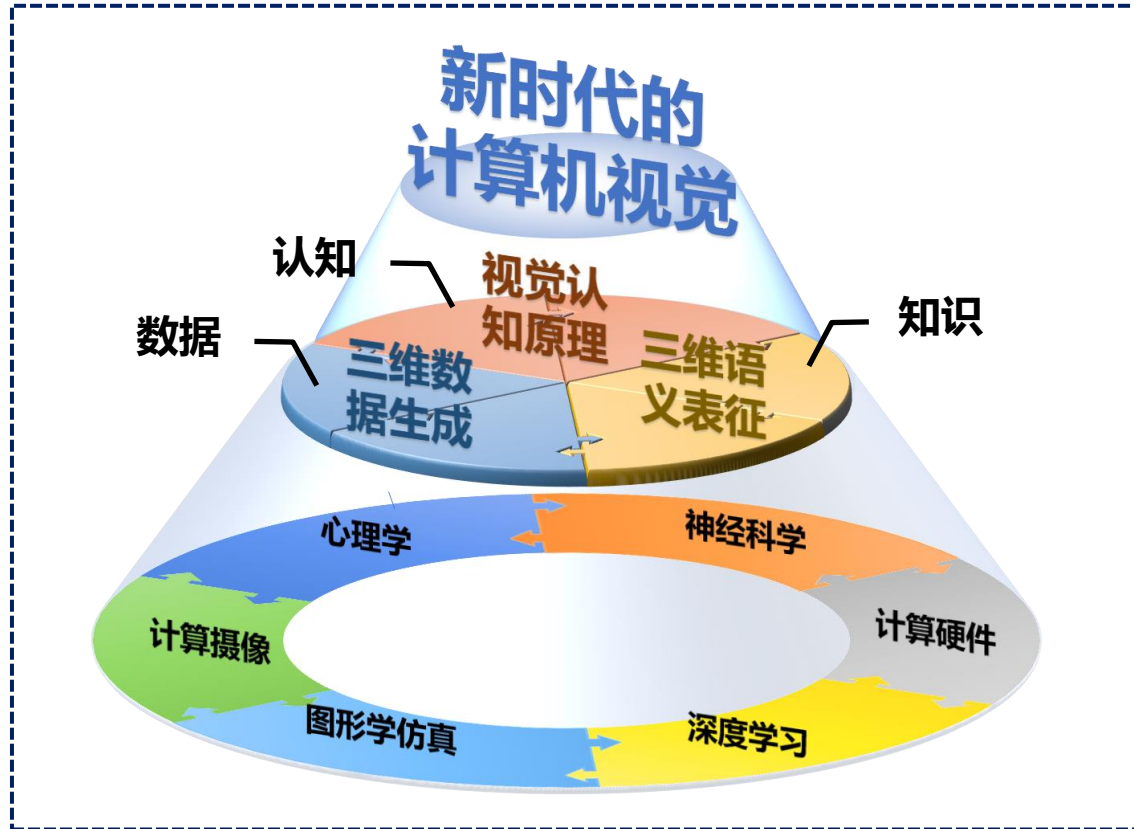 新时代的
计算机视觉
认知
视觉认
知原理
知识
数据
三维数
据生成
三维语
义表征
心理学
神经科学
计算摄像
计算硬件
图形学仿真
深度学习